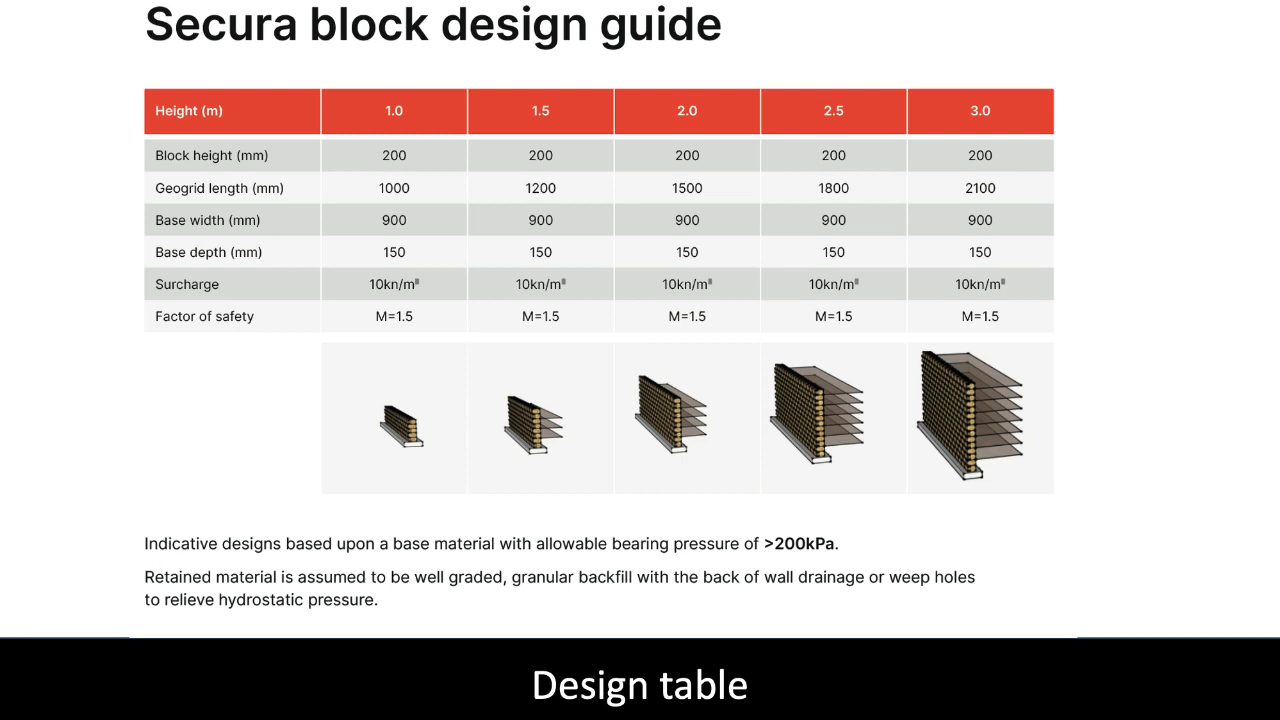 Secura block design guide
Height (m) 1.0 1.5 2.0 2.5 3.0
Block height (mm) 200 200 200 200 200
Geogrid length (mm) 1000 1200 1500 1800 2100
Base width (mm) 900 900 900 900 900
Base depth (mm) 150 150 150 150 150
Surcharge 10kn/m 10kn/m 10kn/m 10kn/m 10kn/m
Factor of safety M=1.5 M=1.5 M=1.5 M=1.5 M=1.5
Indicative designs based upon a base material with allowable bearing pressure of >200kPa.
Retained material is assumed to be well graded, granular backfill with the back of wall drainage or weep holes
to relieve hydrostatic pressure.
Design table